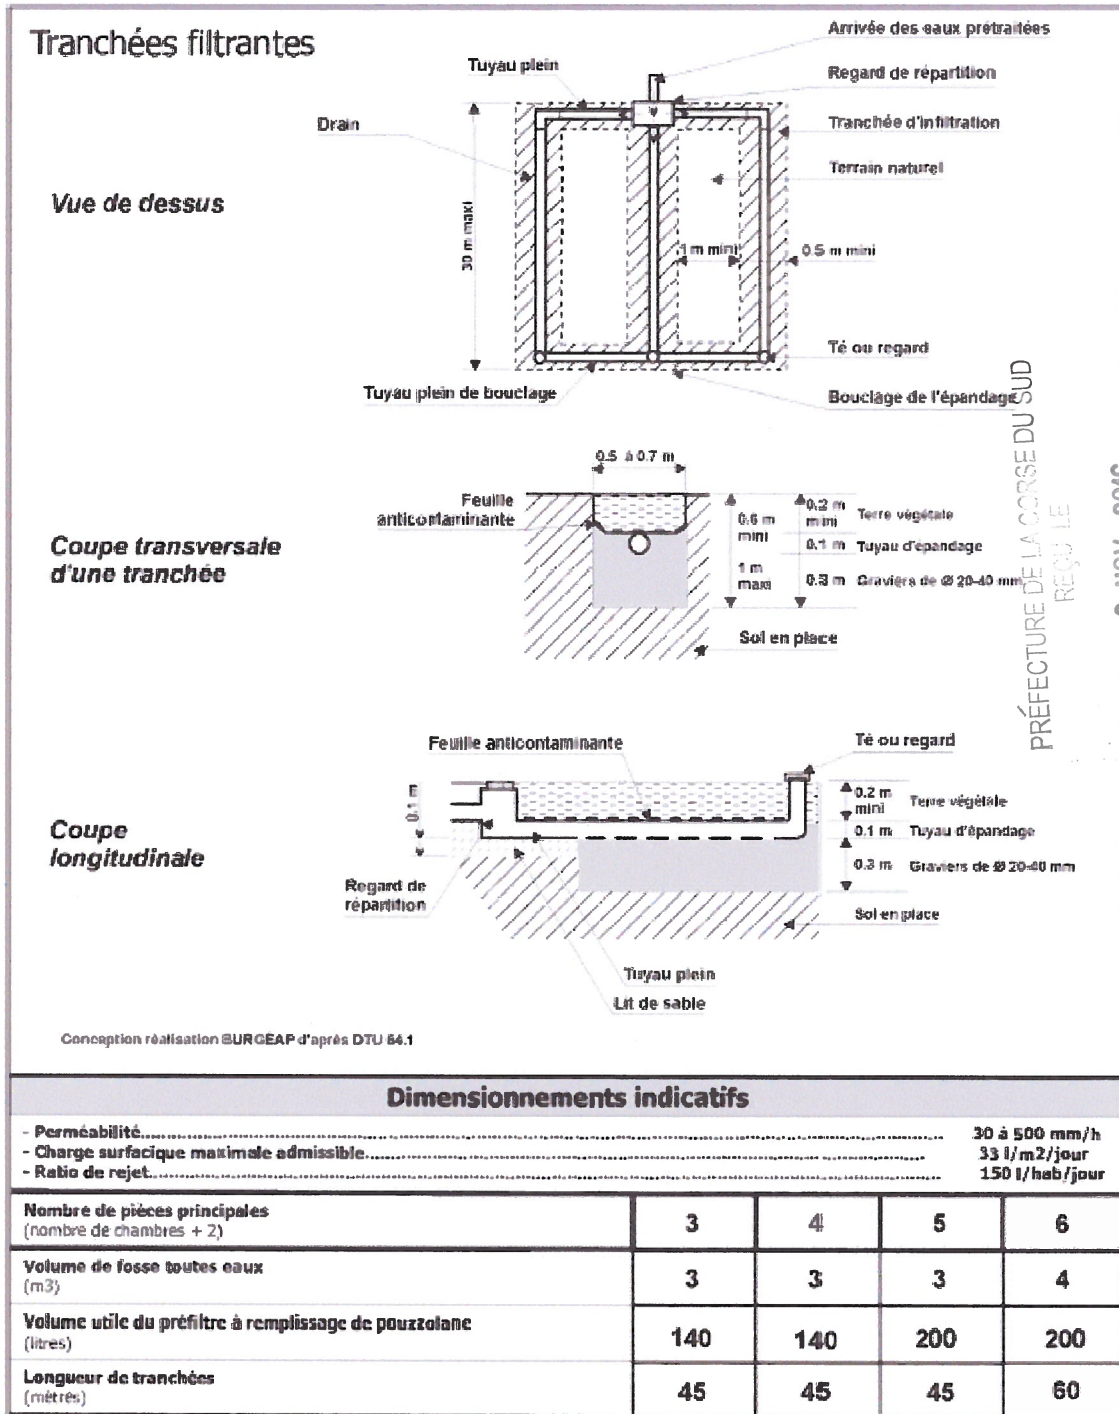 Tranchées filtrantes
Arrivée des eaux prétraitées
Tuyau plein
Regard de répartition
Drain
Tranchée d'infiltration
Terrain naturel
Vue de dessus
30 m maxi
1 m mini
0.5 m mini
Té ou regard
Tuyau plein de bouclage
Bouclage de l'épandage
PRÉFECTURE DE LA CORSE DU SUD
REÇU LE
0.5 à 0.7 m
Feuille
anticontaminante
0.6 m
mini
1 m
maxi
0.2 m
mini
Terre végétale
0.1 m Tuyau d'épandage
0.3 m Graviers de Ø 20-40 mm
Coupe transversale
d'une tranchée
Sol en place
Feuille anticontaminante
Té ou regard
0.1 m
0.2 m
mini
Terre végétale
0.1 m Tuyau d'épandage
0.3 m Graviers de Ø 20-40 mm
Coupe
longitudinale
Regard de
répartition
Sol en place
Tuyau plein
Lit de sable
Conception réalisation BURGÉAP d'après DTU 64.1
Dimensionnements indicatifs
- Perméabilité 30 à 500 mm/h
- Charge surfacique maximale admissible 33 l/m2/jour
- Ratio de rejet 150 l/hab/jour
Nombre de pièces principales
(nombre de chambres + 2)
3 4 5 6
Volume de fosse toutes eaux
(m3)
3 3 3 4
Volume utile du préfiltre à remplissage de pouzzolane
(litres)
140 140 200 200
Longueur de tranchées
(mètres)
45 45 45 60